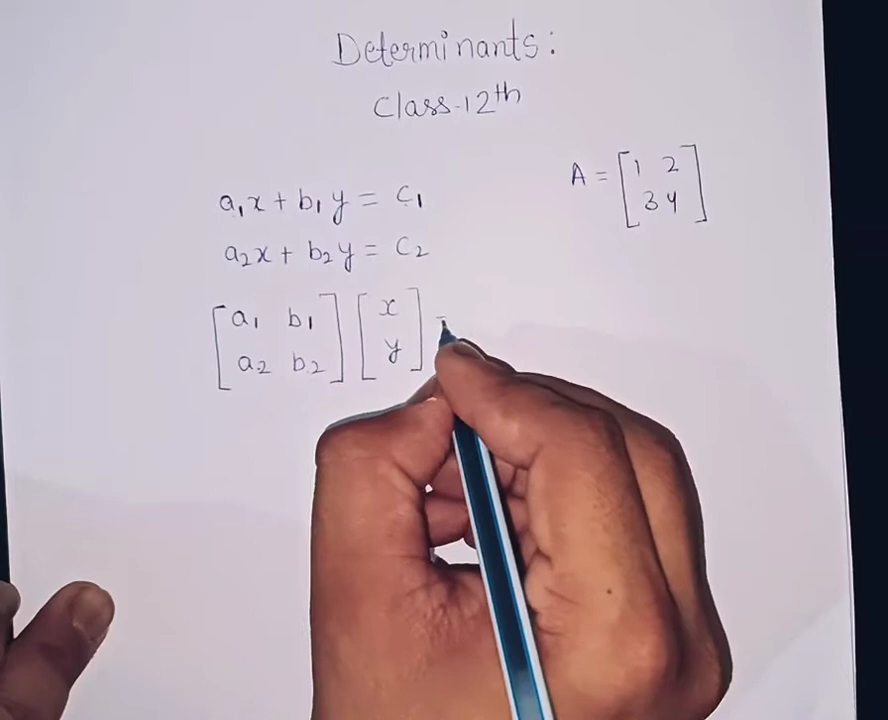 Determinants:
Class-12th
a₁x + b₁y = c₁
a₂x + b₂y = c₂
A = [1 2
3 4]
[a₁ b₁
a₂ b₂] [x
y] =